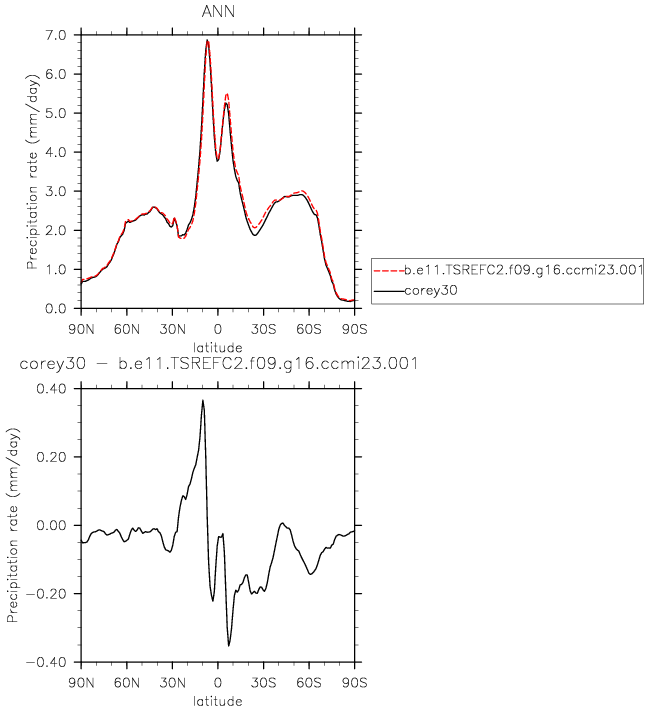 ANN
7.0
6.0
5.0
4.0
3.0
2.0
1.0
0.0
Precipitation rate (mm/day)
90N 60N 30N 0 30S 60S 90S
latitude
b.e11.TSREFC2.f09.g16.ccmi23.001
corey30
corey30 − b.e11.TSREFC2.f09.g16.ccmi23.001
0.40
0.20
0.00
−0.20
−0.40
Precipitation rate (mm/day)
90N 60N 30N 0 30S 60S 90S
latitude